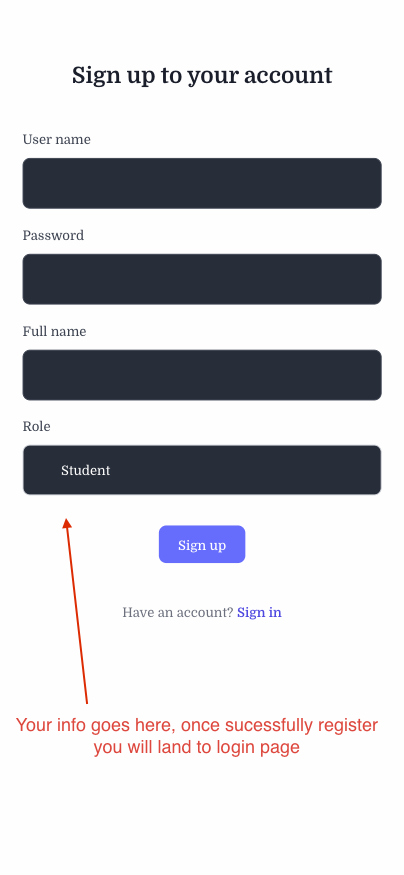 Sign up to your account
User name
Password
Full name
Role
Student
Sign up
Have an account? Sign in
Your info goes here, once sucessfully register
you will land to login page